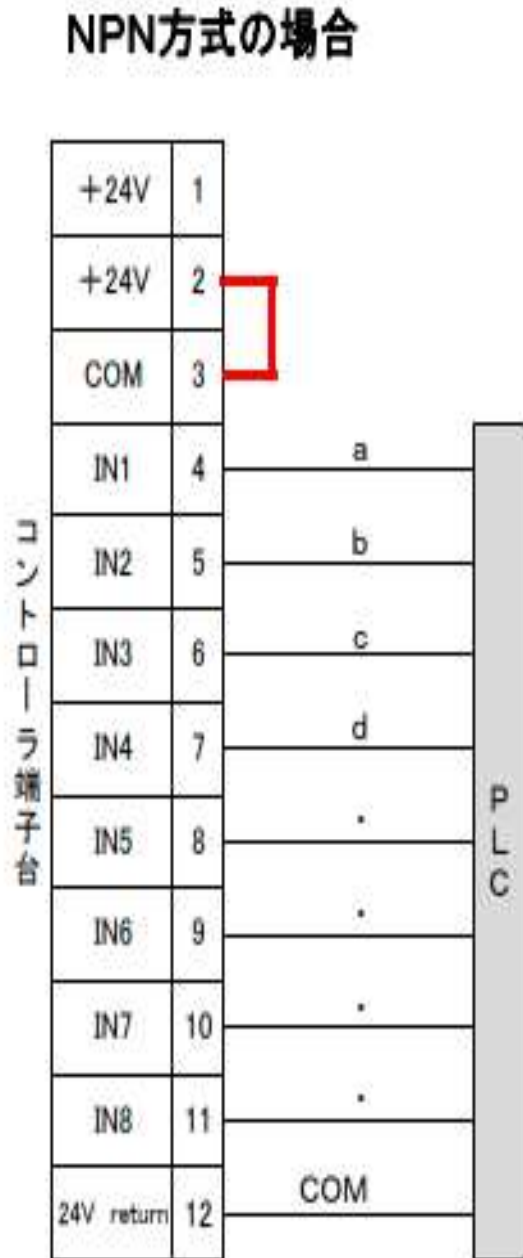 NPN方式の場合
+24V 1
+24V 2
COM 3
IN1 4 a
IN2 5 b
IN3 6 c
IN4 7 d
IN5 8 ・
IN6 9 ・
IN7 10 ・
IN8 11 ・
24V return 12 COM
コントローラ端子台
PLC